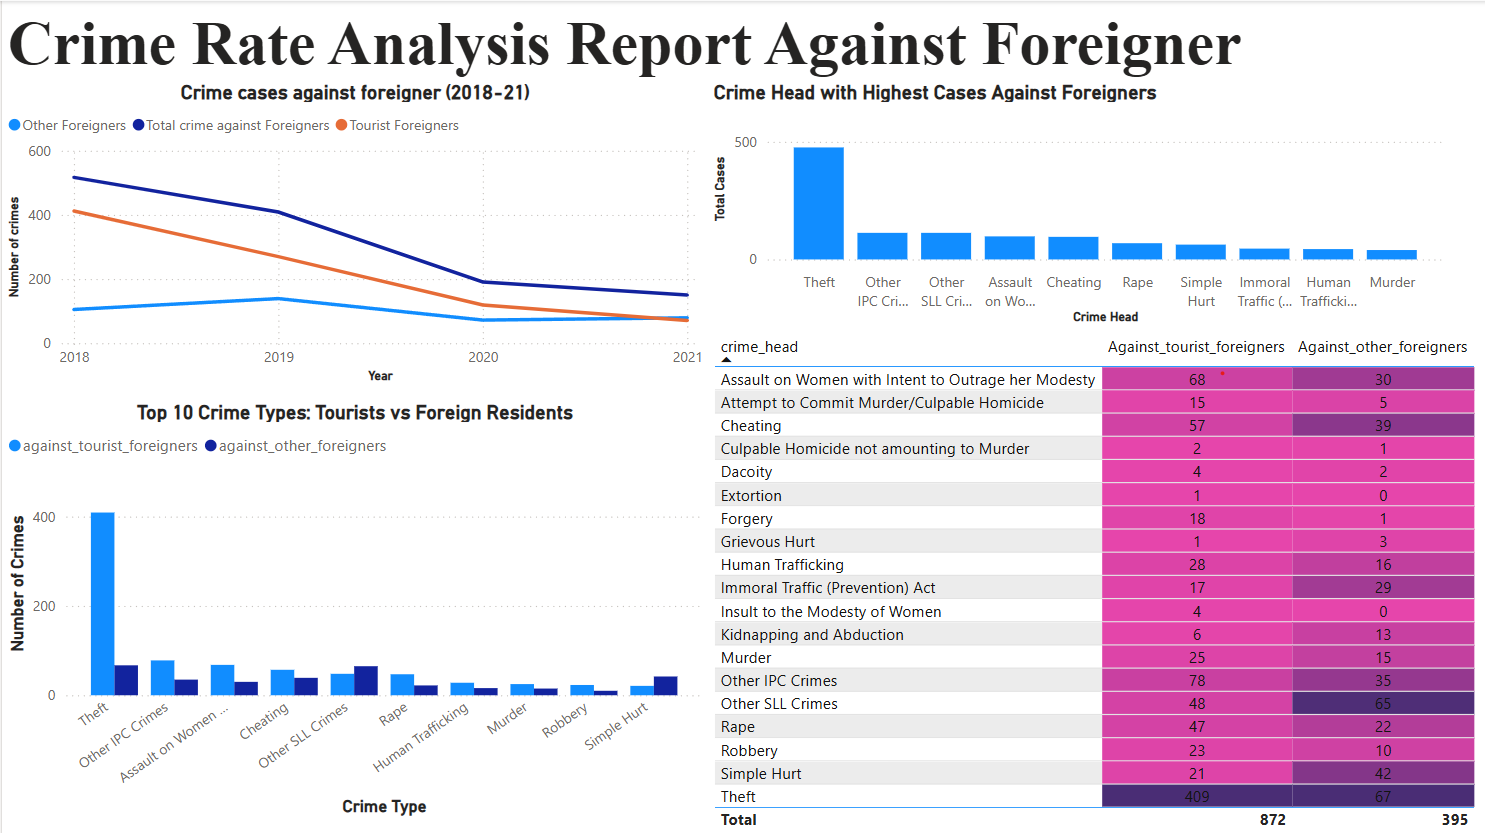 Crime Rate Analysis Report Against Foreigner
Crime cases against foreigner (2018-21)
Other Foreigners Total crime against Foreigners Tourist Foreigners
600
400
200
0
Number of crimes
2018 2019 2020 2021
Year
Crime Head with Highest Cases Against Foreigners
500
0
Total Cases
Theft Other IPC Cri... Other SLL Cri... Assault on Wo... Cheating Rape Simple Hurt Immoral Traffic (... Human Trafficki... Murder
Crime Head
Top 10 Crime Types: Tourists vs Foreign Residents
against_tourist_foreigners against_other_foreigners
400
200
0
Number of Crimes
Theft Other IPC Crimes Assault on Women ... Cheating Other SLL Crimes Rape Human Trafficking Murder Robbery Simple Hurt
Crime Type
crime_head Against_tourist_foreigners Against_other_foreigners
Assault on Women with Intent to Outrage her Modesty 68 30
Attempt to Commit Murder/Culpable Homicide 15 5
Cheating 57 39
Culpable Homicide not amounting to Murder 2 1
Dacoity 4 2
Extortion 1 0
Forgery 18 1
Grievous Hurt 1 3
Human Trafficking 28 16
Immoral Traffic (Prevention) Act 17 29
Insult to the Modesty of Women 4 0
Kidnapping and Abduction 6 13
Murder 25 15
Other IPC Crimes 78 35
Other SLL Crimes 48 65
Rape 47 22
Robbery 23 10
Simple Hurt 21 42
Theft 409 67
Total 872 395